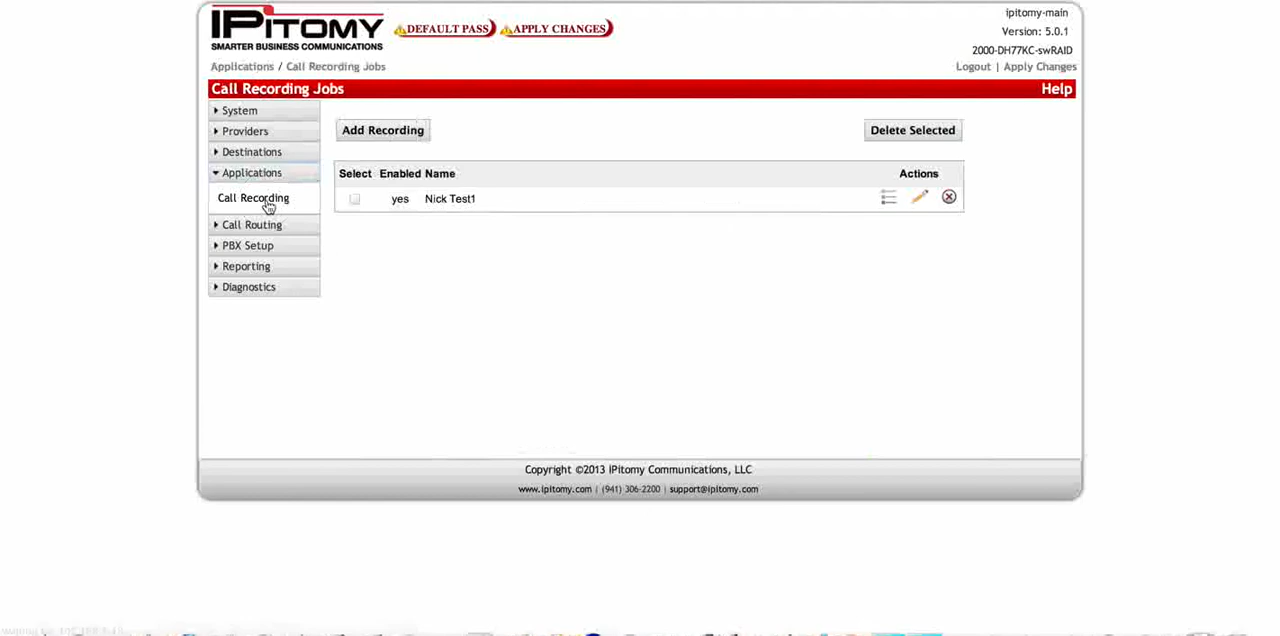 IPITOMY
SMARTER BUSINESS COMMUNICATIONS
DEFAULT PASS
APPLY CHANGES
ipitomy-main
Version: 5.0.1
2000-DH77KC-swRAID
Applications / Call Recording Jobs
Logout | Apply Changes
Call Recording Jobs
Help
System
Providers
Destinations
Applications
Call Recording
Call Routing
PBX Setup
Reporting
Diagnostics
Add Recording
Delete Selected
Select Enabled Name Actions
yes Nick Test1
Copyright ©2013 IPitomy Communications, LLC
www.ipitomy.com | (941) 306-2200 | support@ipitomy.com